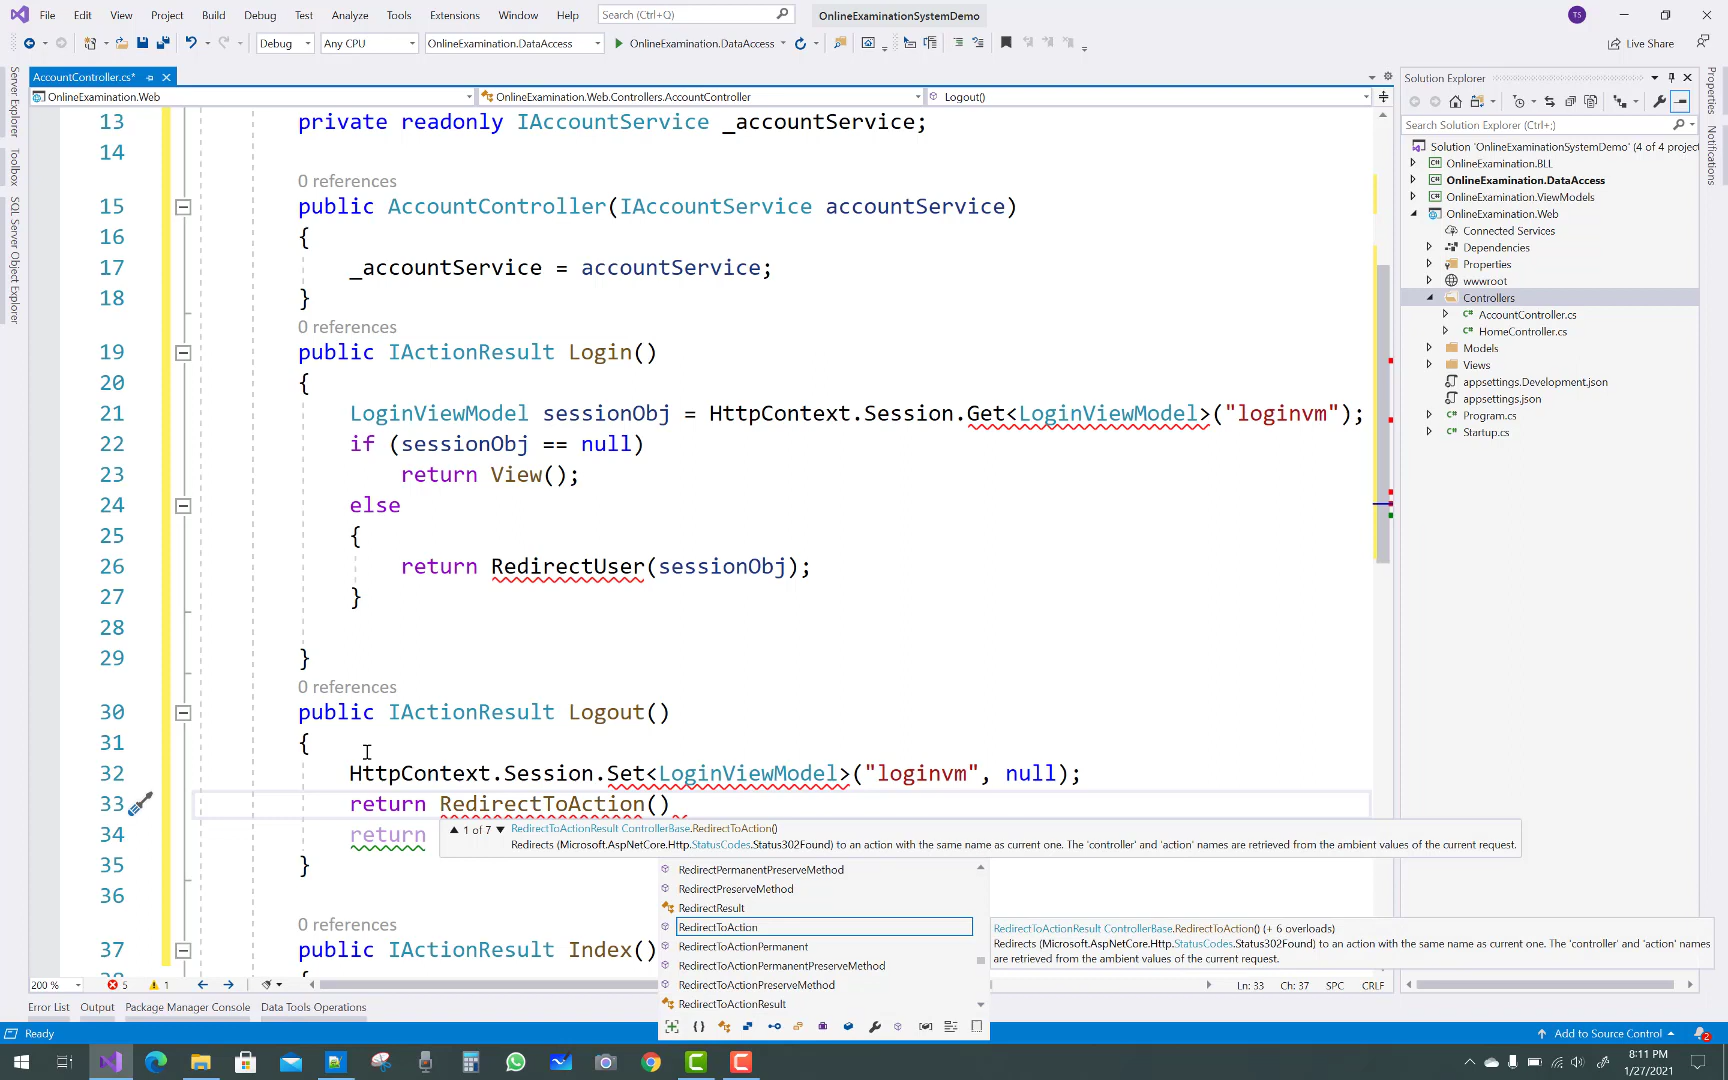 File Edit View Project Build Debug Test Analyze Tools Extensions Window Help Search (Ctrl+Q) OnlineExaminationSystemDemo TS
Debug Any CPU OnlineExamination.DataAccess OnlineExamination.DataAccess Live Share
AccountController.cs*
OnlineExamination.Web OnlineExamination.Web.Controllers.AccountController Logout()
Server Explorer
Toolbox
SQL Server Object Explorer
13 private readonly IAccountService _accountService;
14
0 references
15 public AccountController(IAccountService accountService)
16 {
17 _accountService = accountService;
18 }
0 references
19 public IActionResult Login()
20 {
21 LoginViewModel sessionObj = HttpContext.Session.Get<LoginViewModel>("loginvm");
22 if (sessionObj == null)
23 return View();
24 else
25 {
26 return RedirectUser(sessionObj);
27 }
28
29 }
0 references
30 public IActionResult Logout()
31 {
32 HttpContext.Session.Set<LoginViewModel>("loginvm", null);
33 return RedirectToAction()
34 return
35 }
36
0 references
37 public IActionResult Index()
1 of 7 RedirectToActionResult ControllerBase.RedirectToAction()
Redirects (Microsoft.AspNetCore.Http.StatusCodes.Status302Found) to an action with the same name as current one. The 'controller' and 'action' names are retrieved from the ambient values of the current request.
RedirectPermanentPreserveMethod
RedirectPreserveMethod
RedirectResult
RedirectToAction
RedirectToActionPermanent
RedirectToActionPermanentPreserveMethod
RedirectToActionPreserveMethod
RedirectToActionResult
RedirectToActionResult ControllerBase.RedirectToAction() (+ 6 overloads)
Redirects (Microsoft.AspNetCore.Http.StatusCodes.Status302Found) to an action with the same name as current one. The 'controller' and 'action' names
are retrieved from the ambient values of the current request.
Solution Explorer
Search Solution Explorer (Ctrl+;)
Solution 'OnlineExaminationSystemDemo' (4 of 4 project
OnlineExamination.BLL
OnlineExamination.DataAccess
OnlineExamination.ViewModels
OnlineExamination.Web
Connected Services
Dependencies
Properties
wwwroot
Controllers
AccountController.cs
HomeController.cs
Models
Views
appsettings.Development.json
appsettings.json
Program.cs
Startup.cs
Properties
Notifications
200 % 5 1 Ln: 33 Ch: 37 SPC CRLF
Error List Output Package Manager Console Data Tools Operations
Ready Add to Source Control 2
8:11 PM
1/27/2021